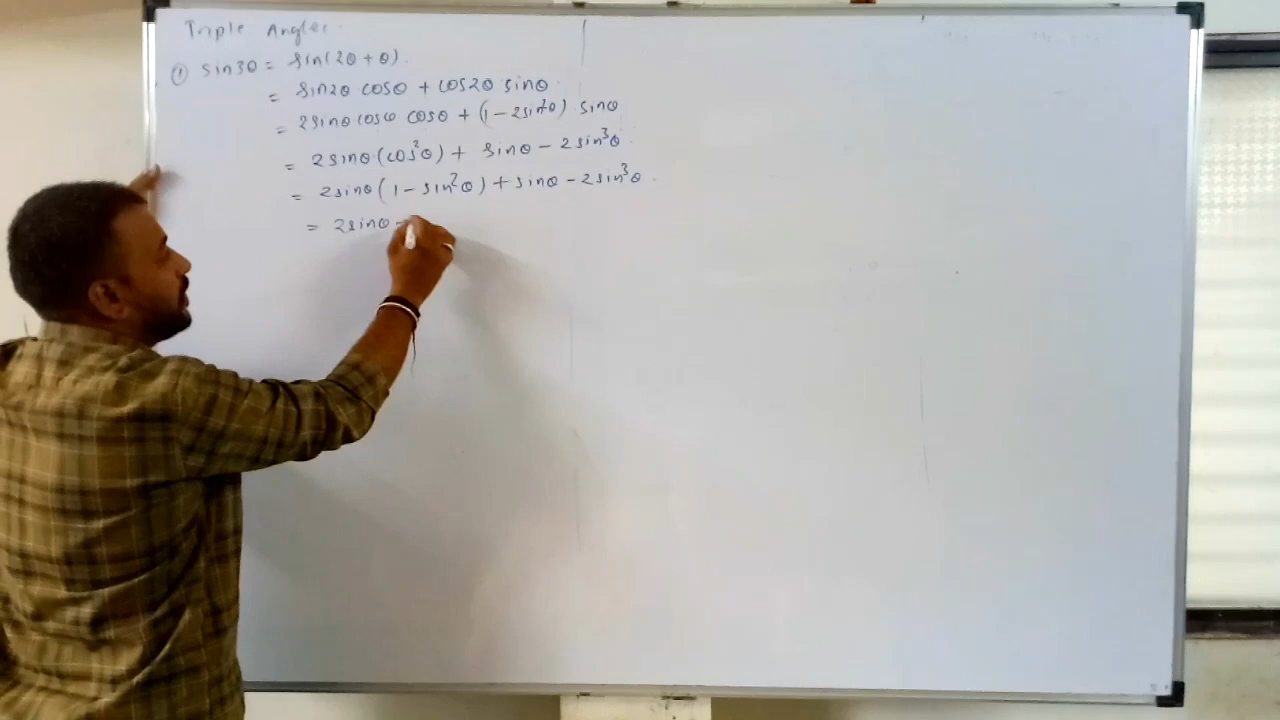 Triple Angles.
① sin3θ = sin(2θ + θ).
= sin2θ cosθ + cos2θ sinθ.
= 2sinθ cosθ cosθ + (1 - 2sin²θ) sinθ
= 2sinθ (cos²θ) + sinθ - 2sin³θ.
= 2sinθ (1 - sin²θ) + sinθ - 2sin³θ.
= 2sinθ -